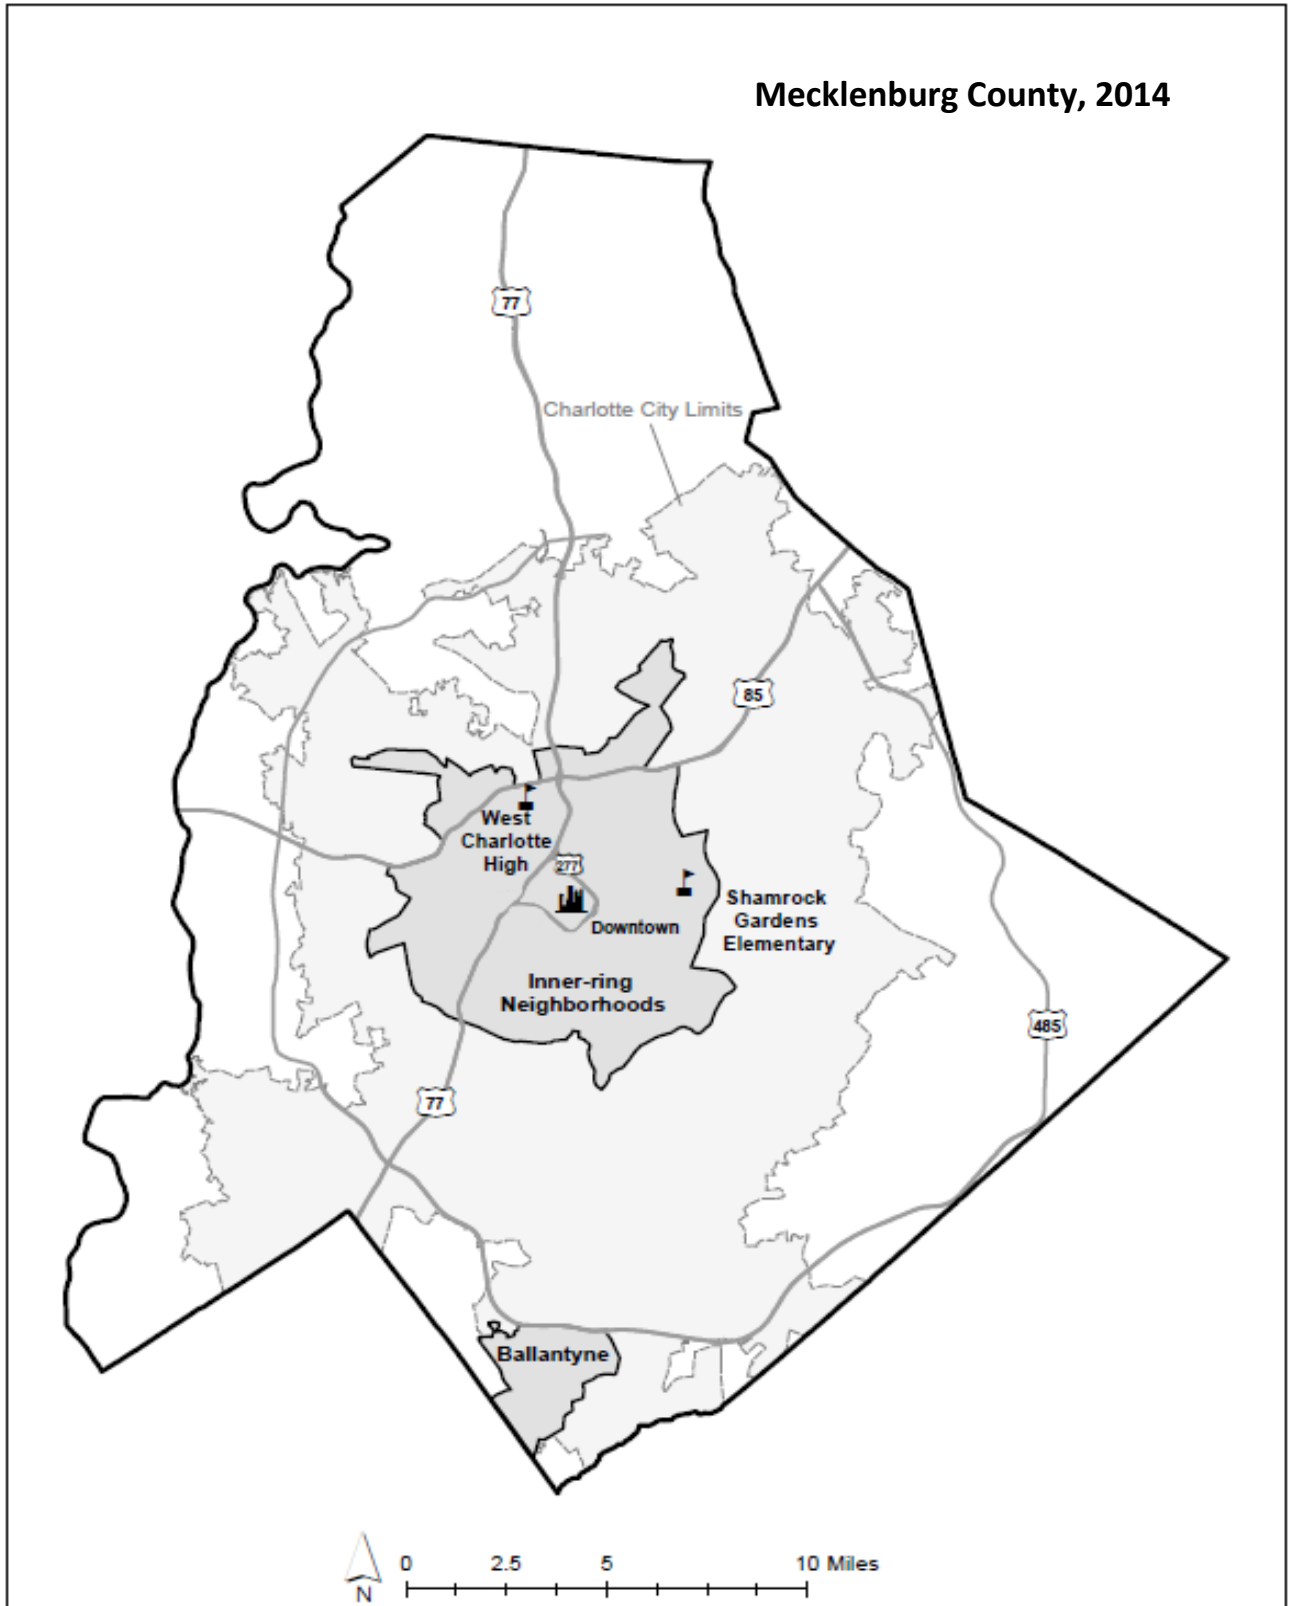 Mecklenburg County, 2014
77
Charlotte City Limits
85
West
Charlotte
High
277
Downtown
Shamrock
Gardens
Elementary
Inner-ring
Neighborhoods
485
77
Ballantyne
0 2.5 5 10 Miles
N